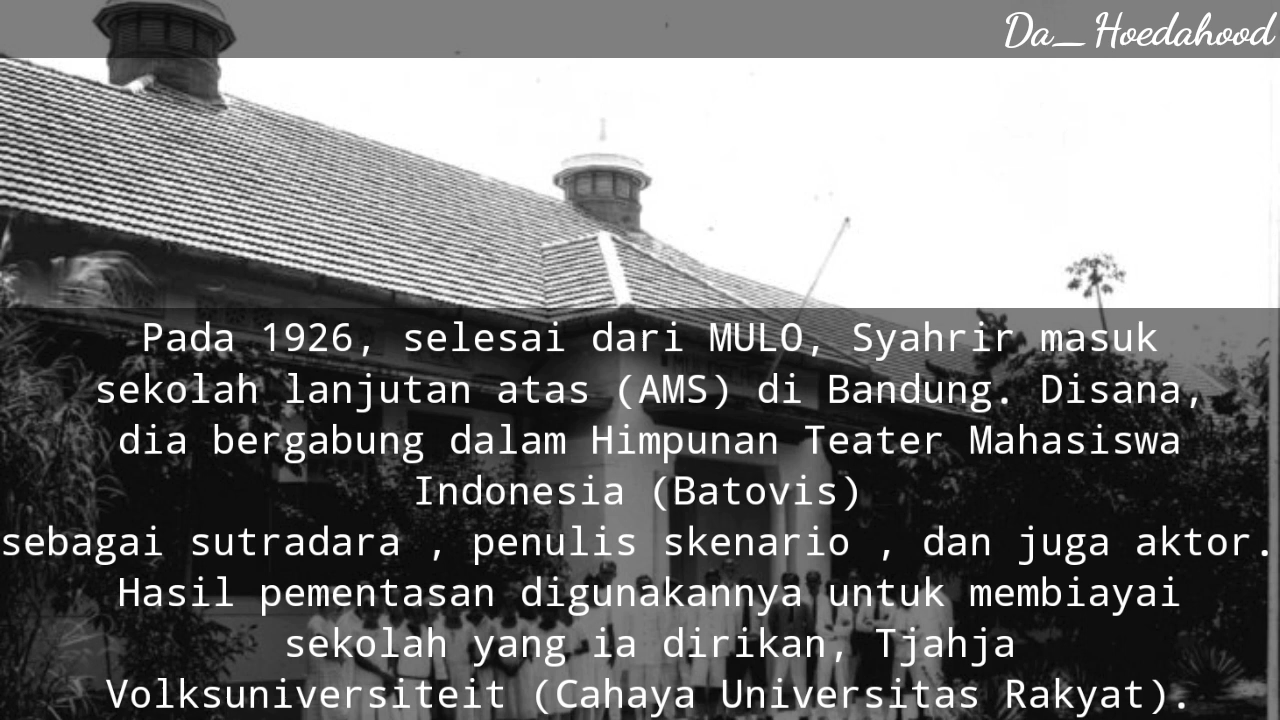 Da_ Hoedahood
Pada 1926, selesai dari MULO, Syahrir masuk
sekolah lanjutan atas (AMS) di Bandung. Disana,
dia bergabung dalam Himpunan Teater Mahasiswa
Indonesia (Batovis)
sebagai sutradara , penulis skenario , dan juga aktor.
Hasil pementasan digunakannya untuk membiayai
sekolah yang ia dirikan, Tjahja
Volksuniversiteit (Cahaya Universitas Rakyat).